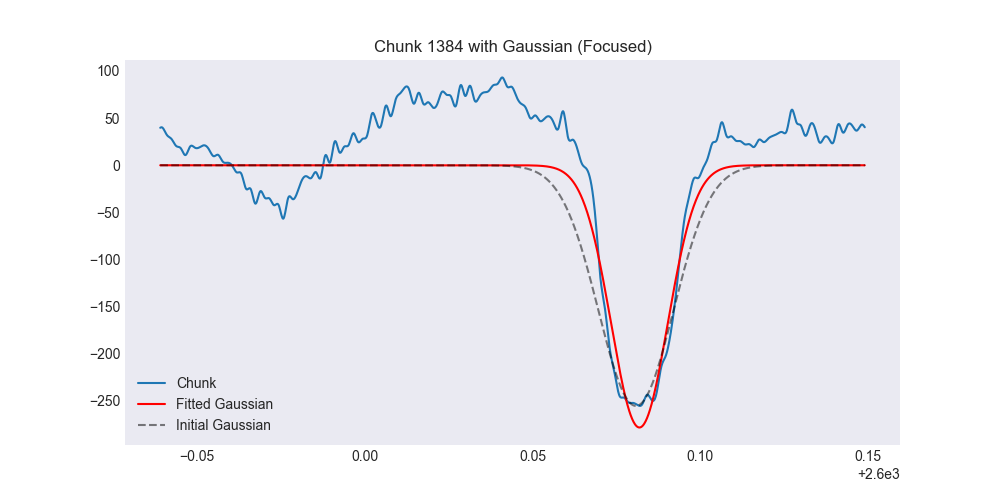 Chunk 1384 with Gaussian (Focused)
100
50
0
−50
−100
−150
−200
−250
Chunk
Fitted Gaussian
Initial Gaussian
−0.05 0.00 0.05 0.10 0.15
+2.6e3